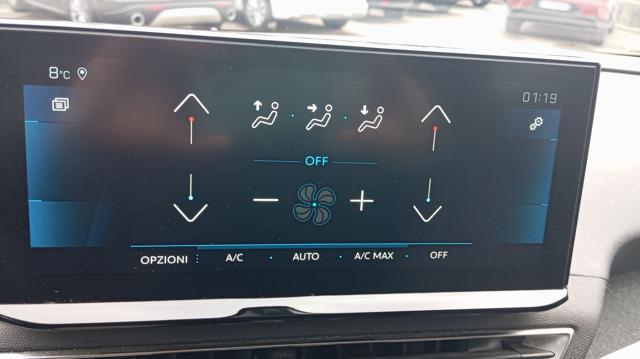 8°C
01:19
OFF
OPZIONI A/C AUTO A/C MAX OFF